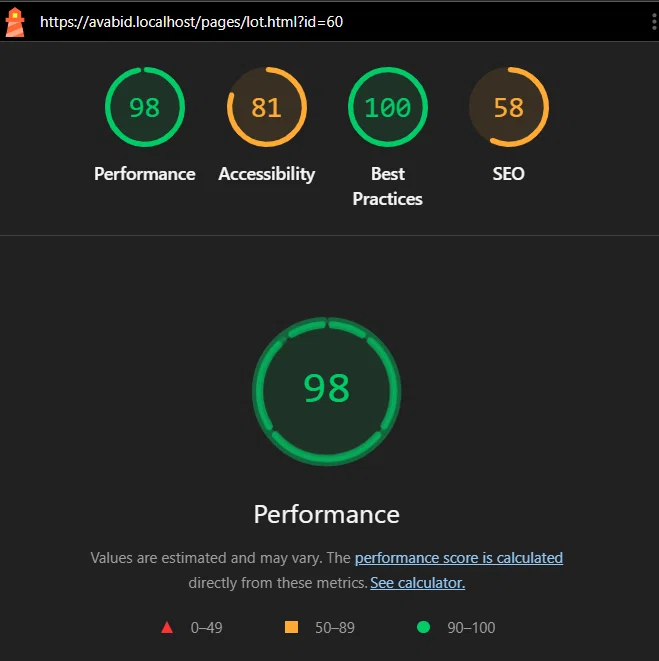 https://avabid.localhost/pages/lot.html?id=60
98 81 100 58
Performance Accessibility Best Practices SEO
98
Performance
Values are estimated and may vary. The performance score is calculated
directly from these metrics. See calculator.
0–49 50–89 90–100